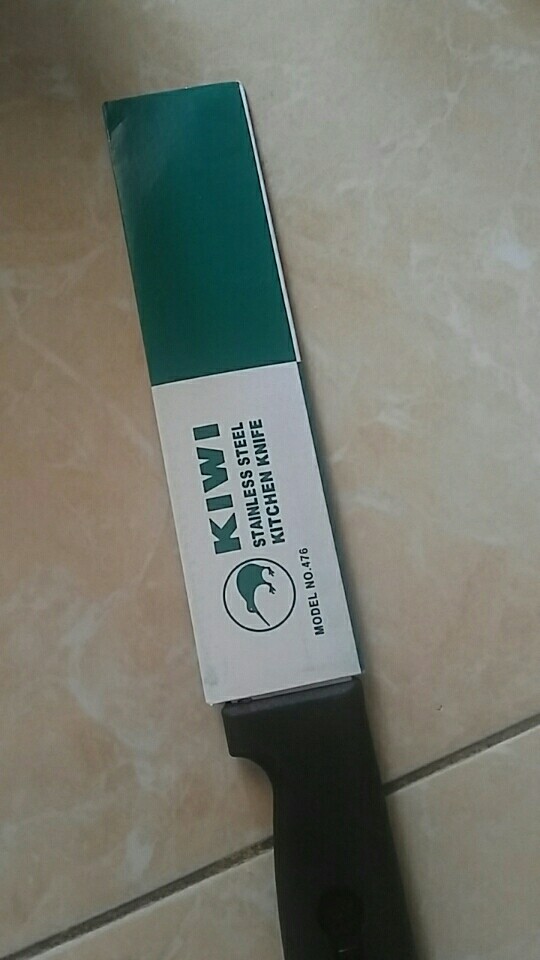 KIWI
STAINLESS STEEL
KITCHEN KNIFE
MODEL NO.476